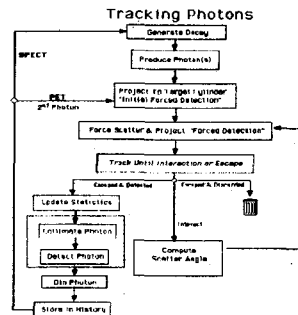 Tracking Photons
Generate Decay
SPECT
Produce Photon(s)
Project To Target Cylinder
"Initial Forced Detection"
PET
2nd Photon
Force Scatter & Project "Forced Detection"
Track Until Interaction or Escape
Escaped & Detected
Escaped & Discarded
Update Statistics
Interact
Collimate Photon
Detect Photon
Compute
Scatter Angle
Bin Photon
Store In History